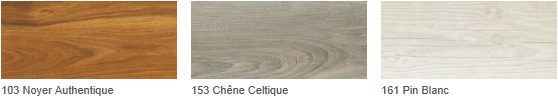 103 Noyer Authentique
153 Chêne Celtique
161 Pin Blanc